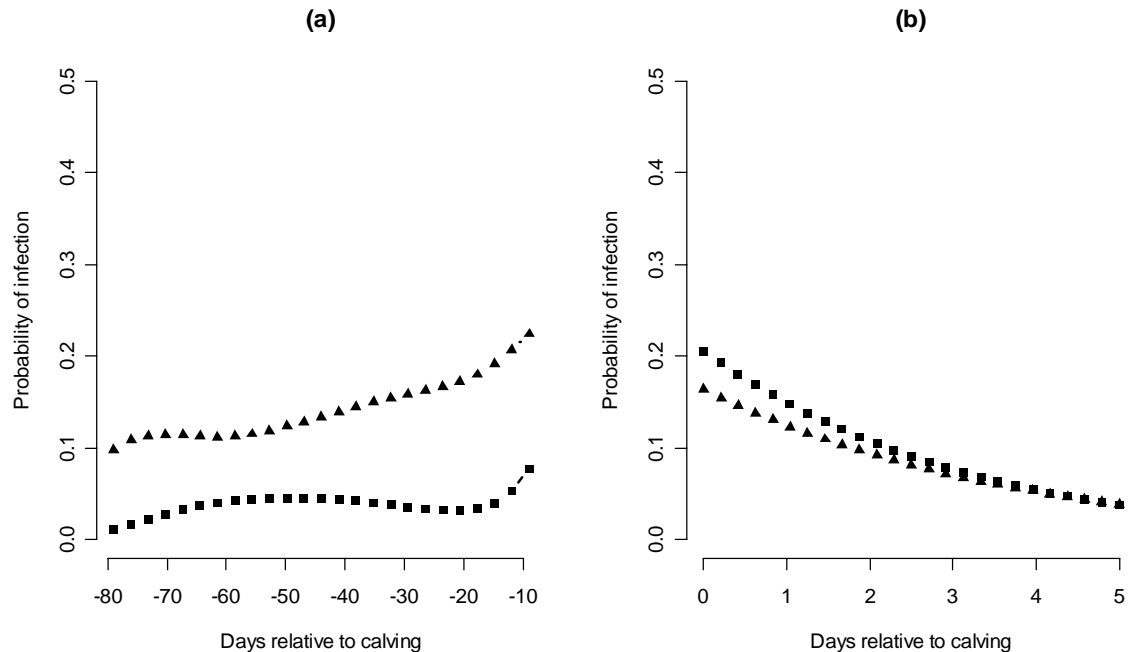 (a)
Probability of infection
0.5
0.4
0.3
0.2
0.1
0.0
-80 -70 -60 -50 -40 -30 -20 -10
Days relative to calving
(b)
Probability of infection
0.5
0.4
0.3
0.2
0.1
0.0
0 1 2 3 4 5
Days relative to calving